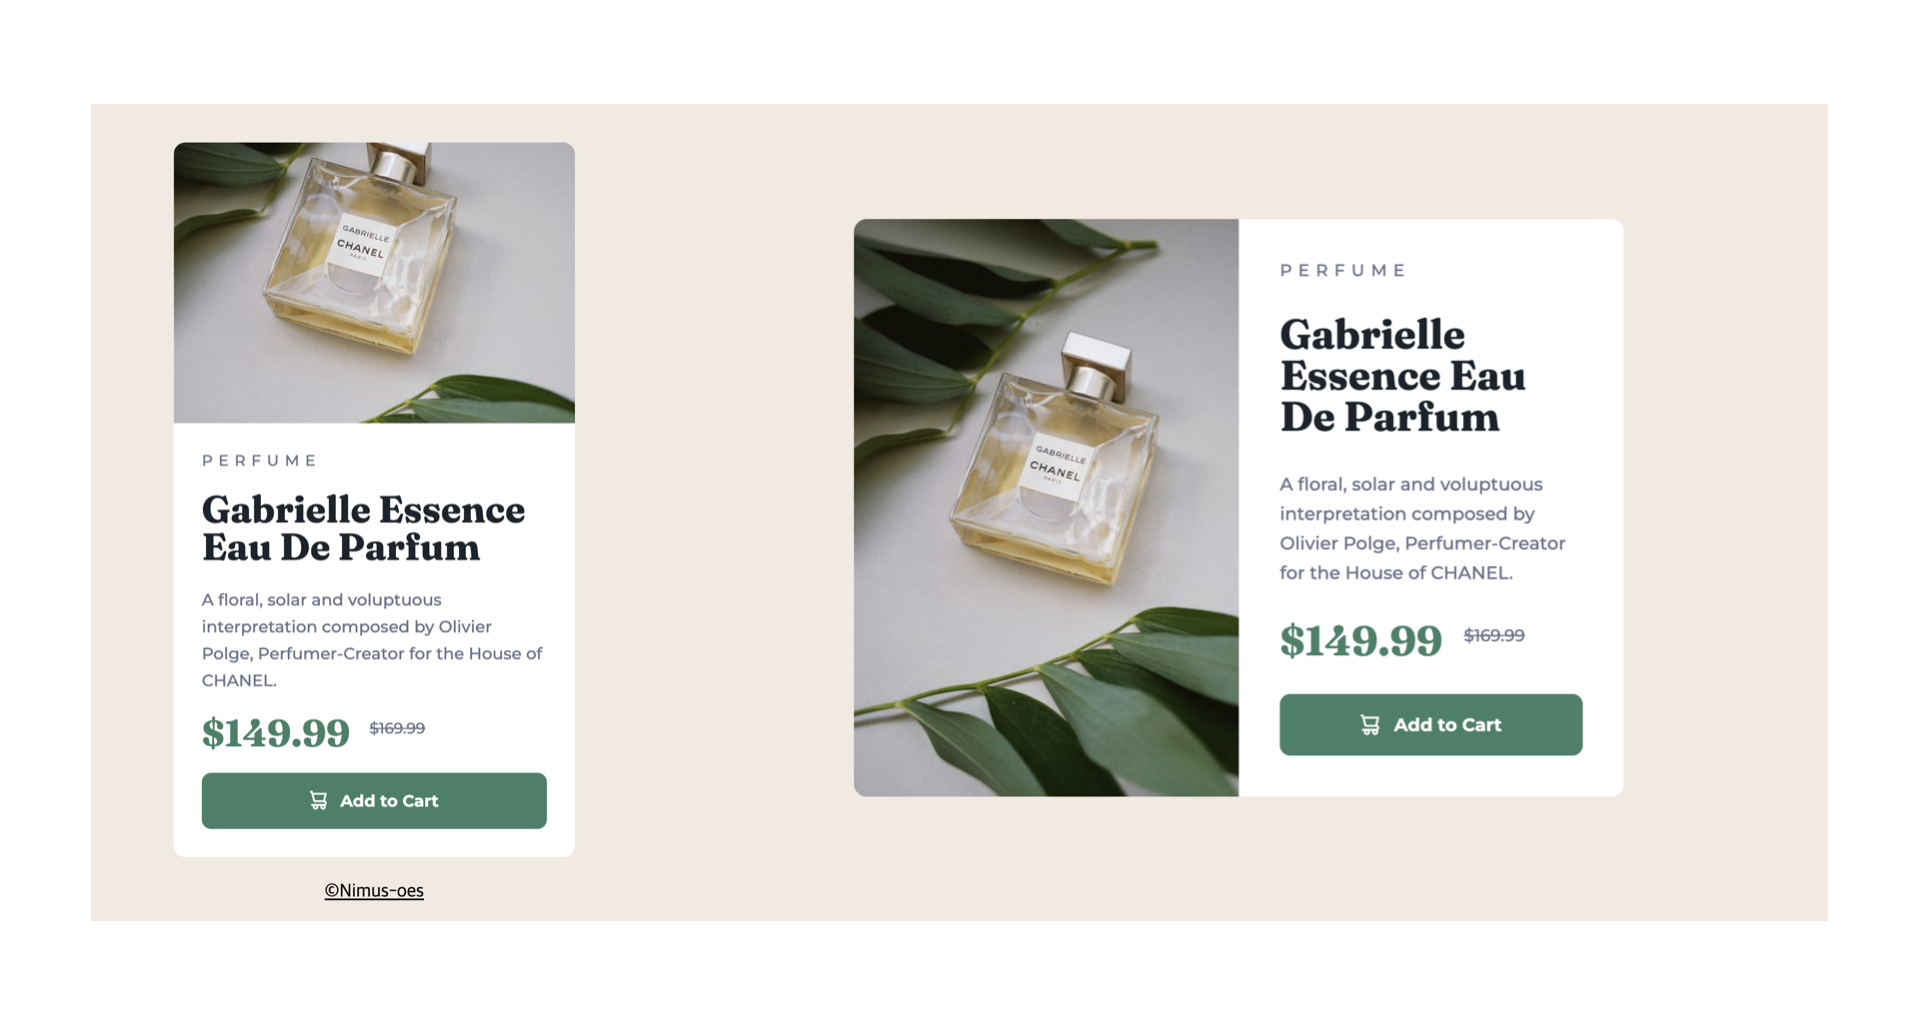 GABRIELLE
CHANEL
PARIS
PERFUME
Gabrielle Essence
Eau De Parfum
A floral, solar and voluptuous
interpretation composed by Olivier
Polge, Perfumer-Creator for the House of
CHANEL.
$149.99 $169.99
Add to Cart
©Nimus-oes
GABRIELLE
CHANEL
PARIS
PERFUME
Gabrielle
Essence Eau
De Parfum
A floral, solar and voluptuous
interpretation composed by
Olivier Polge, Perfumer-Creator
for the House of CHANEL.
$149.99 $169.99
Add to Cart